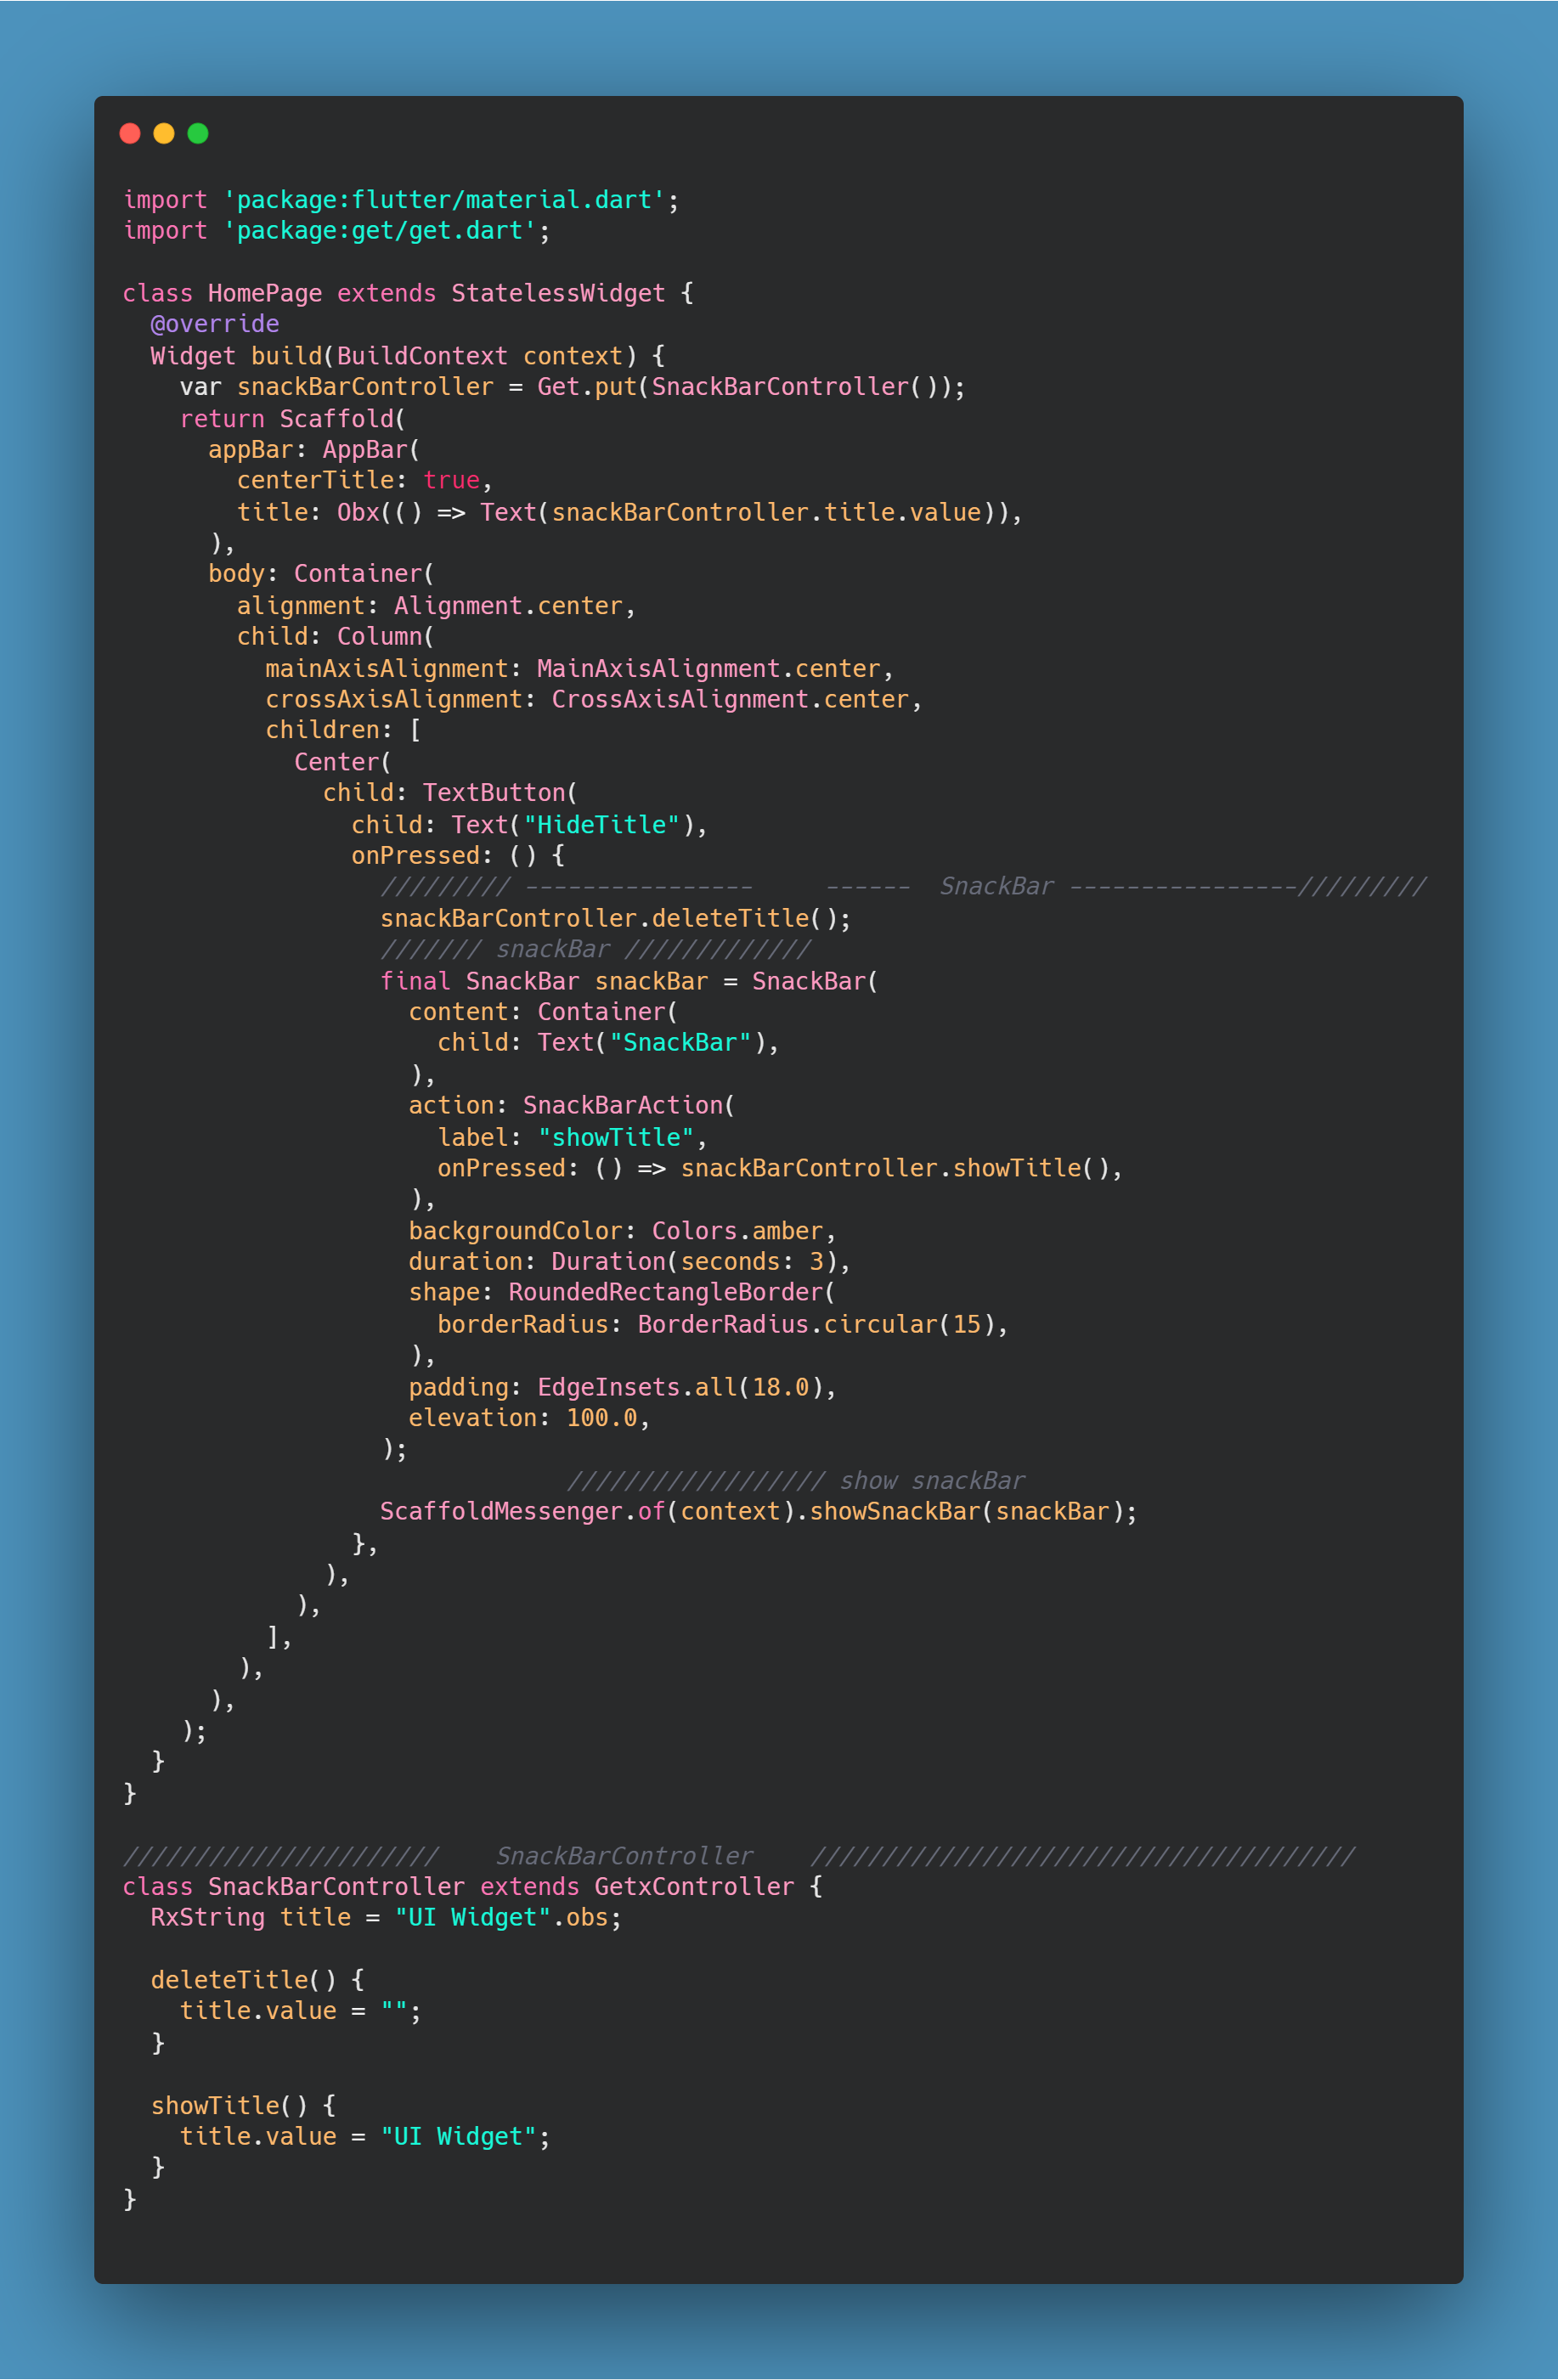 import 'package:flutter/material.dart';
import 'package:get/get.dart';

class HomePage extends StatelessWidget {
  @override
  Widget build(BuildContext context) {
    var snackBarController = Get.put(SnackBarController());
    return Scaffold(
      appBar: AppBar(
        centerTitle: true,
        title: Obx(() => Text(snackBarController.title.value)),
      ),
      body: Container(
        alignment: Alignment.center,
        child: Column(
          mainAxisAlignment: MainAxisAlignment.center,
          crossAxisAlignment: CrossAxisAlignment.center,
          children: [
            Center(
              child: TextButton(
                child: Text("HideTitle"),
                onPressed: () {
                  ///////// ----------------     ------  SnackBar ----------------/////////
                  snackBarController.deleteTitle();
                  /////// snackBar /////////////
                  final SnackBar snackBar = SnackBar(
                    content: Container(
                      child: Text("SnackBar"),
                    ),
                    action: SnackBarAction(
                      label: "showTitle",
                      onPressed: () => snackBarController.showTitle(),
                    ),
                    backgroundColor: Colors.amber,
                    duration: Duration(seconds: 3),
                    shape: RoundedRectangleBorder(
                      borderRadius: BorderRadius.circular(15),
                    ),
                    padding: EdgeInsets.all(18.0),
                    elevation: 100.0,
                  );
                               ////////////////// show snackBar
                  ScaffoldMessenger.of(context).showSnackBar(snackBar);
                },
              ),
            ),
          ],
        ),
      ),
    );
  }
}

//////////////////////    SnackBarController    //////////////////////////////////////
class SnackBarController extends GetxController {
  RxString title = "UI Widget".obs;

  deleteTitle() {
    title.value = "";
  }

  showTitle() {
    title.value = "UI Widget";
  }
}